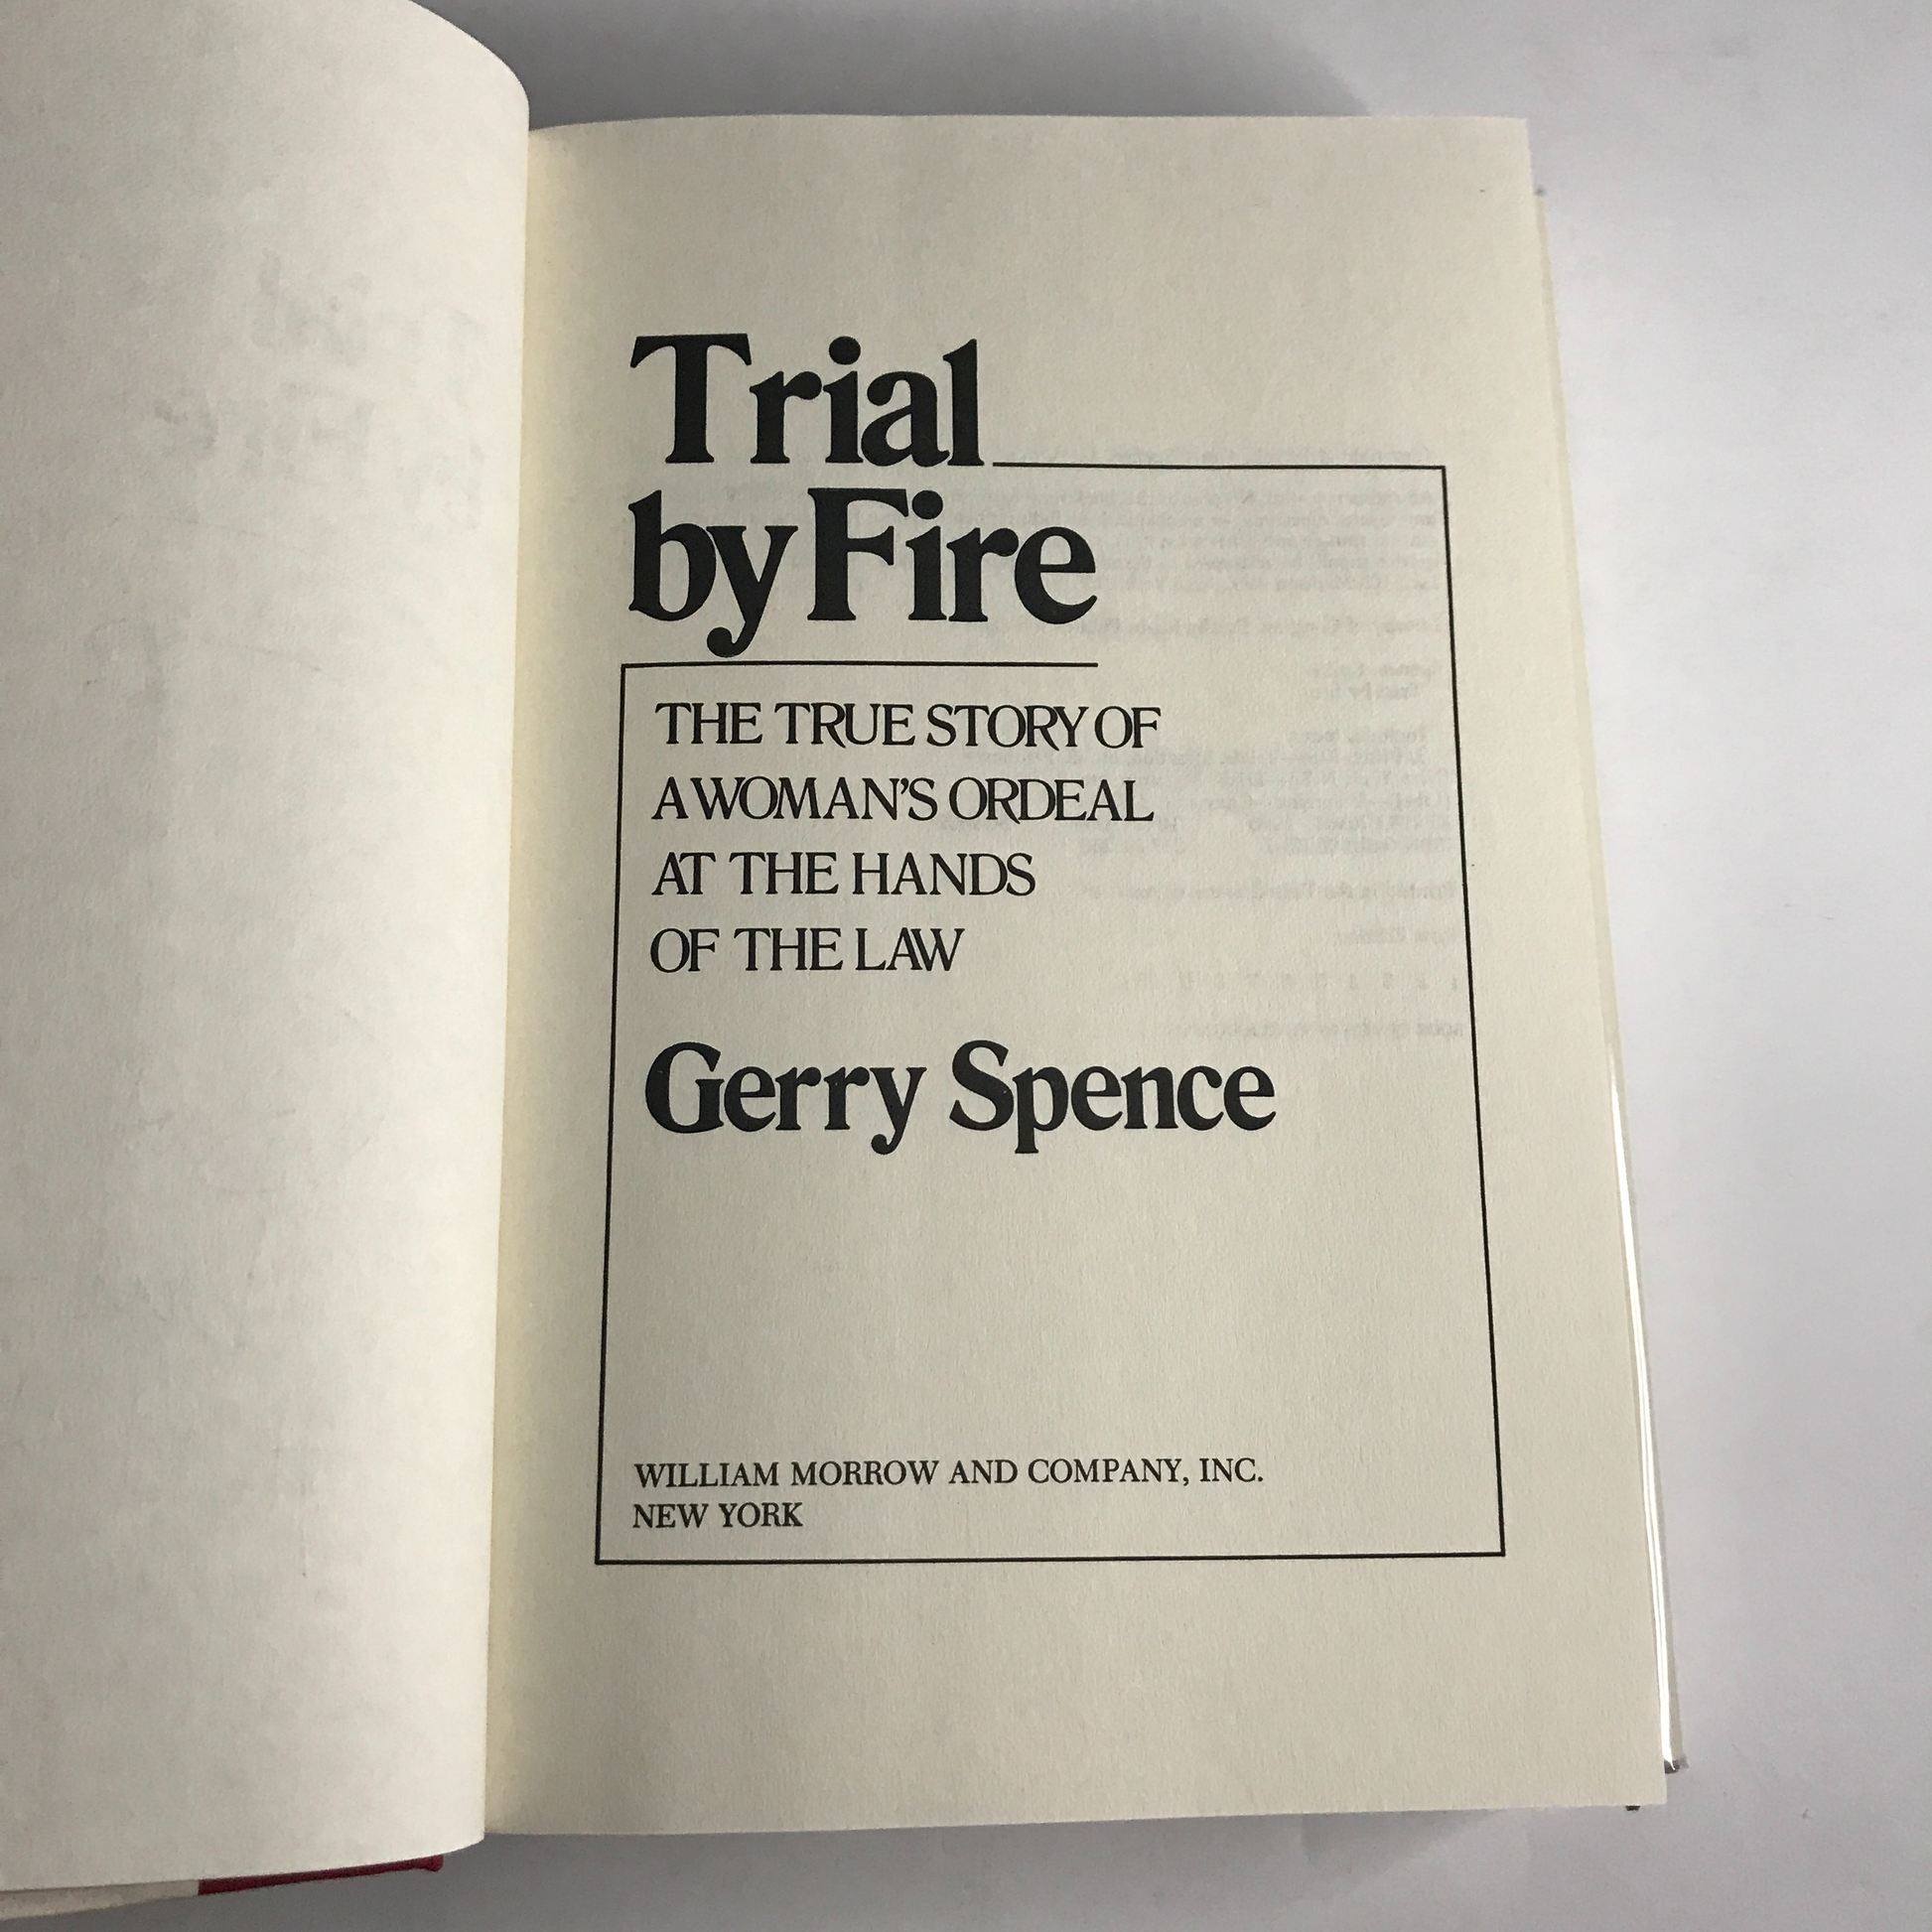 Trial
by Fire
THE TRUE STORY OF
A WOMAN'S ORDEAL
AT THE HANDS
OF THE LAW
Gerry Spence
WILLIAM MORROW AND COMPANY, INC.
NEW YORK